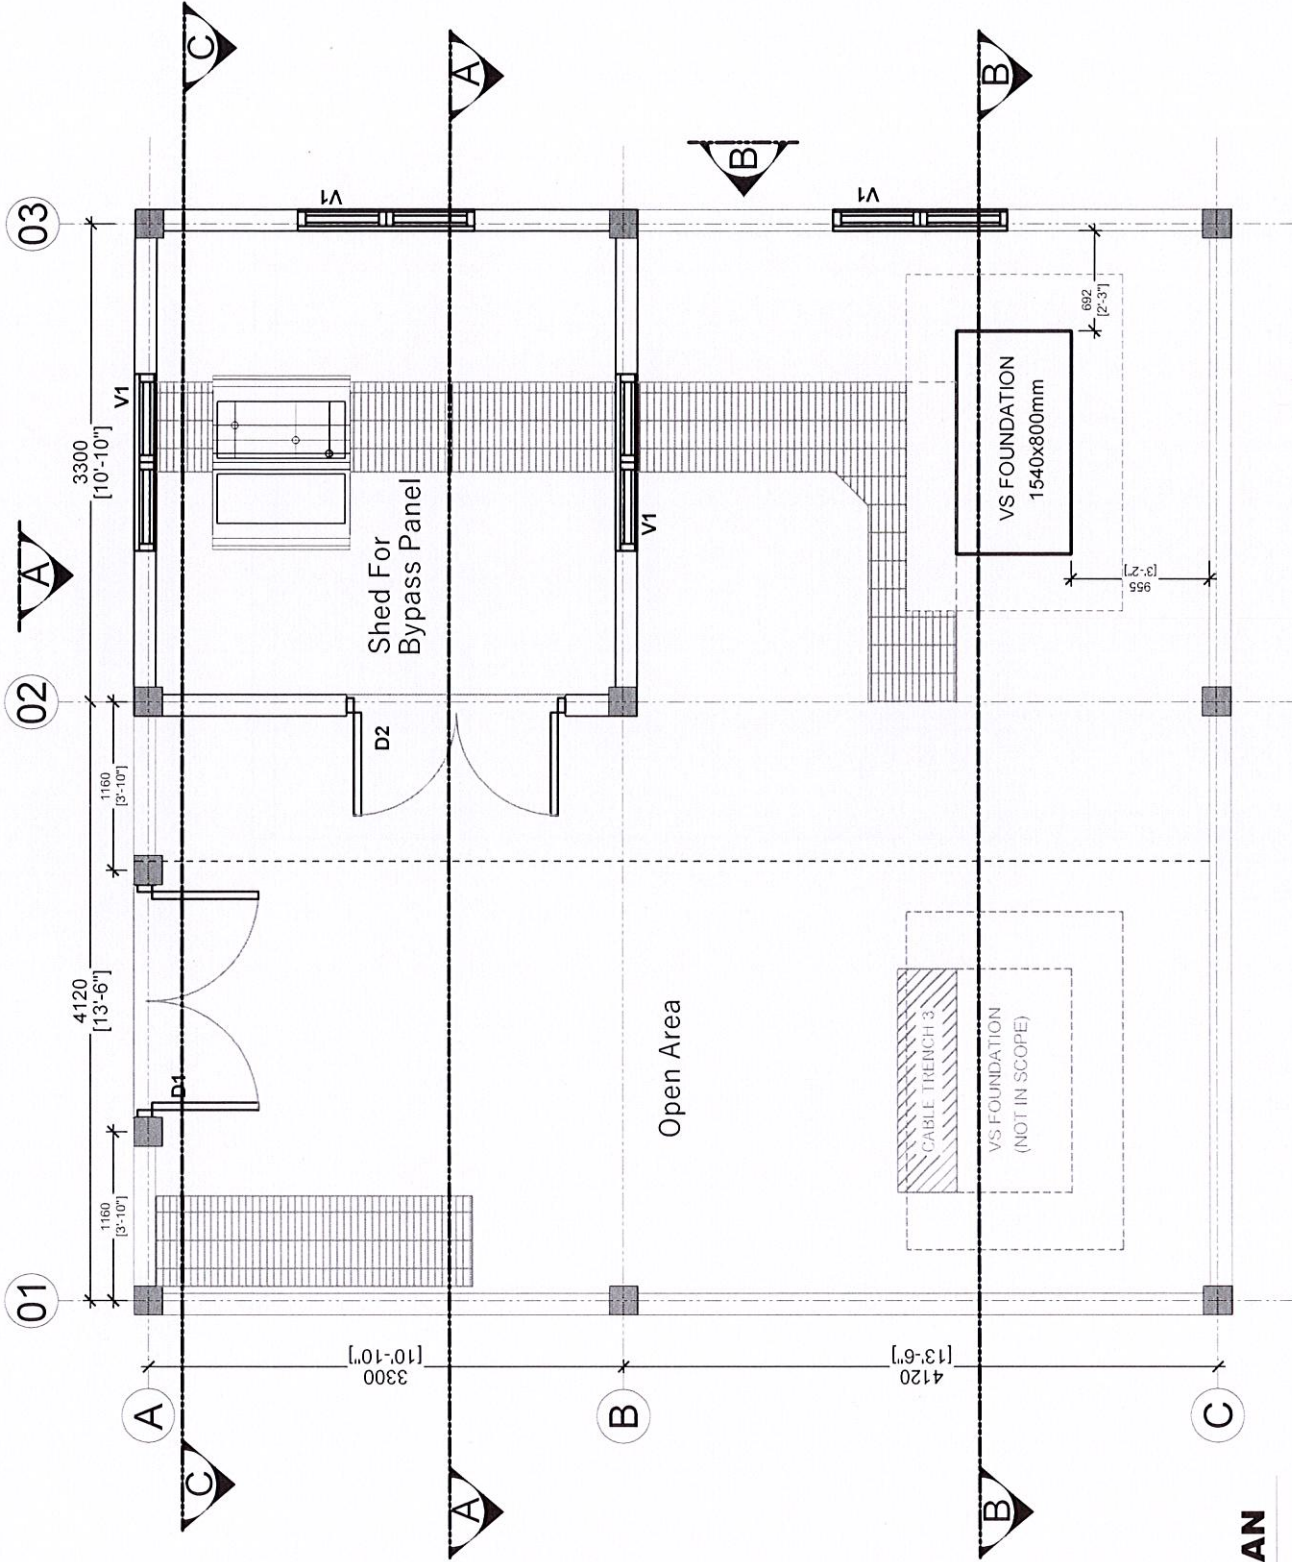 01
02
03
4120
[13'-6"]
3300
[10'-10"]
1160
[3'-10"]
1160
[3'-10"]
A
C
C
A
A
A
B
B
B
B
C
D1
D2
V1
V1
V1
V1
3300
[10'-10"]
4120
[13'-6"]
Shed For
Bypass Panel
Open Area
CABLE TRENCH 3
VS FOUNDATION
(NOT IN SCOPE)
VS FOUNDATION
1540x800mm
692
[2'-3"]
955
[3'-2"]
AN